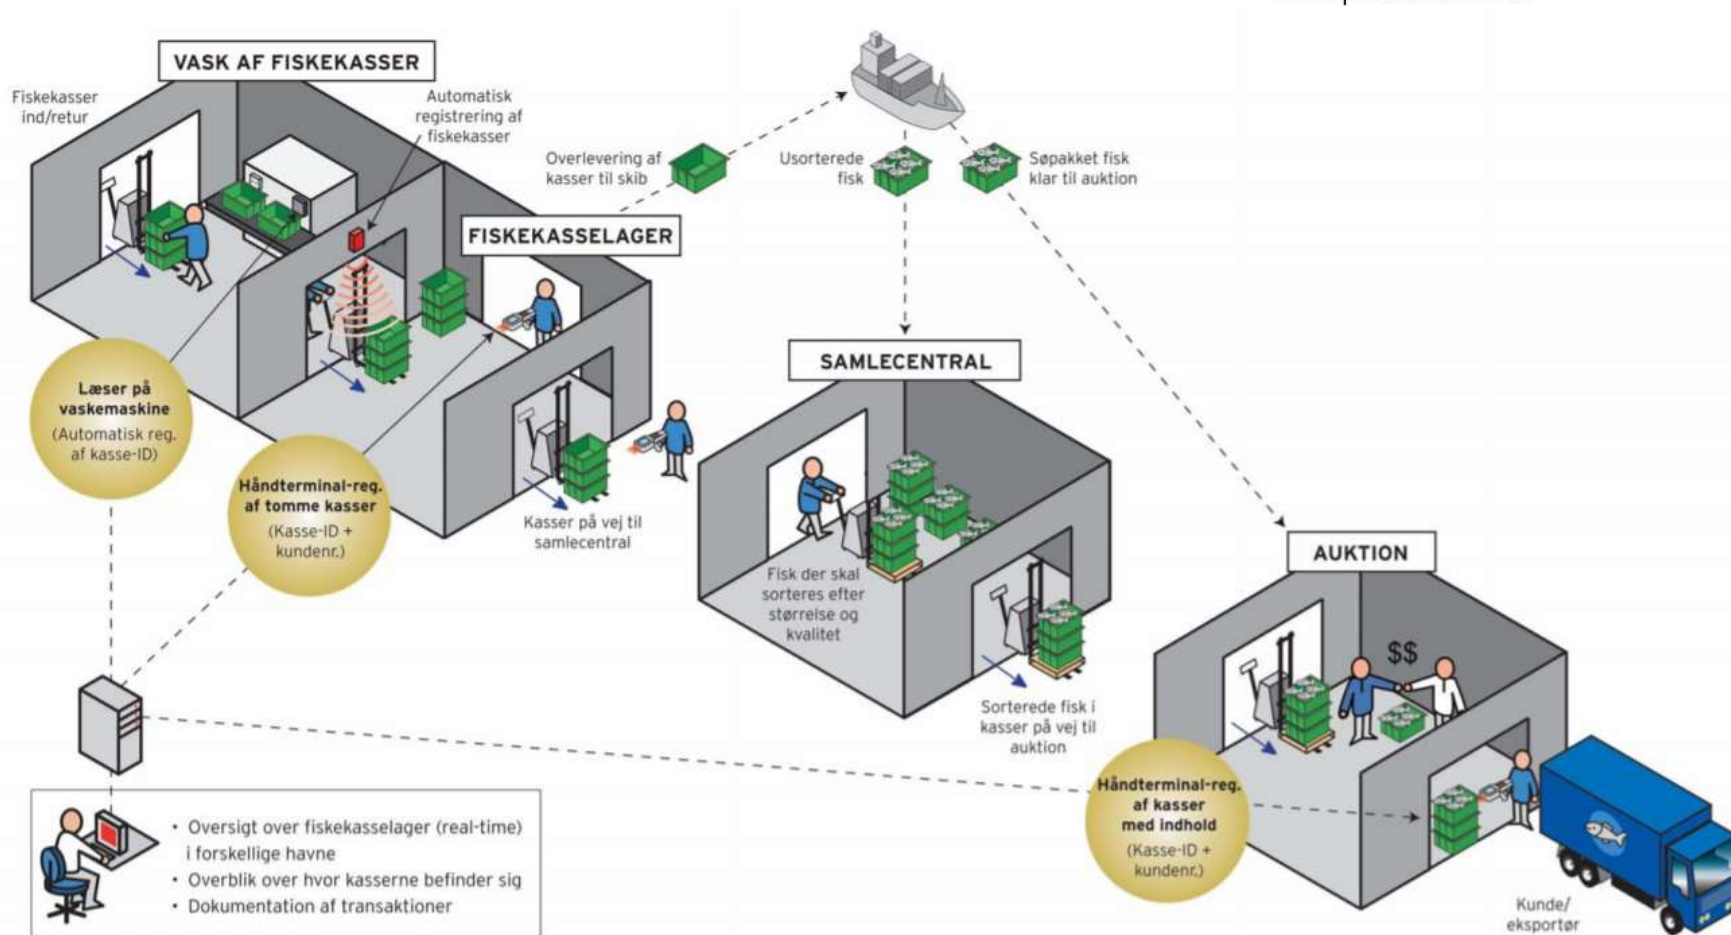 VASK AF FISKEKASSER
Fiskekasser
ind/retur
Automatisk
registrering af
fiskekasser
Overlevering af
kasser til skib
Usorterede
fisk
Søpakket fisk
klar til auktion
FISKEKASSELAGER
SAMLECENTRAL
Læser på
vaskemaskine
(Automatisk reg.
af kasse-ID)
Håndterminal-reg.
af tomme kasser
(Kasse-ID +
kundenr.)
Kasser på vej til
samlecentral
Fisk der skal
sorteres efter
størrelse og
kvalitet
Sorterede fisk i
kasser på vej til
auktion
AUKTION
$$
Håndterminal-reg.
af kasser
med indhold
(Kasse-ID +
kundenr.)
Kunde/
eksportør
• Oversigt over fiskekasselager (real-time)
i forskellige havne
• Overblik over hvor kasserne befinder sig
• Dokumentation af transaktioner